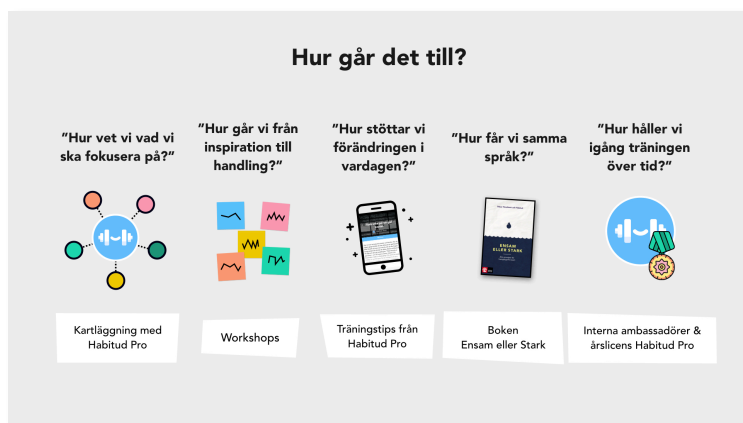 Hur går det till?
”Hur vet vi vad vi
ska fokusera på?”
”Hur går vi från
inspiration till
handling?”
”Hur stöttar vi
förändringen i
vardagen?”
”Hur får vi samma
språk?”
”Hur håller vi
igång träningen
över tid?”
ENSAM
ELLER STARK
Kartläggning med
Habitud Pro
Workshops
Träningstips från
Habitud Pro
Boken
Ensam eller Stark
Interna ambassadörer &
årslicens Habitud Pro